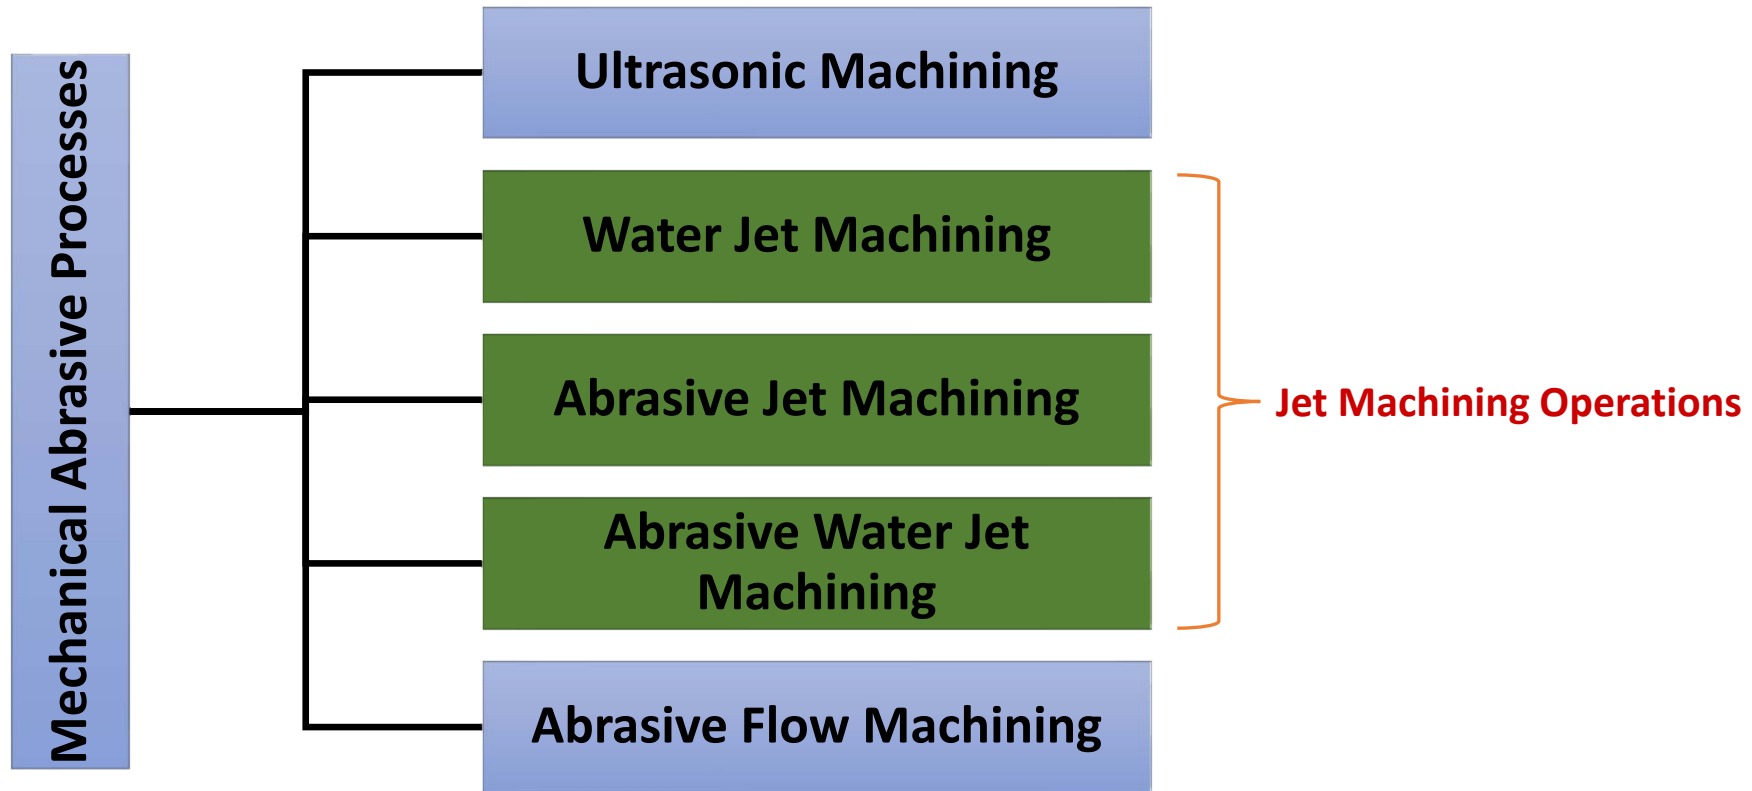 Mechanical Abrasive Processes
Ultrasonic Machining
Water Jet Machining
Abrasive Jet Machining
Abrasive Water Jet
Machining
Abrasive Flow Machining
Jet Machining Operations